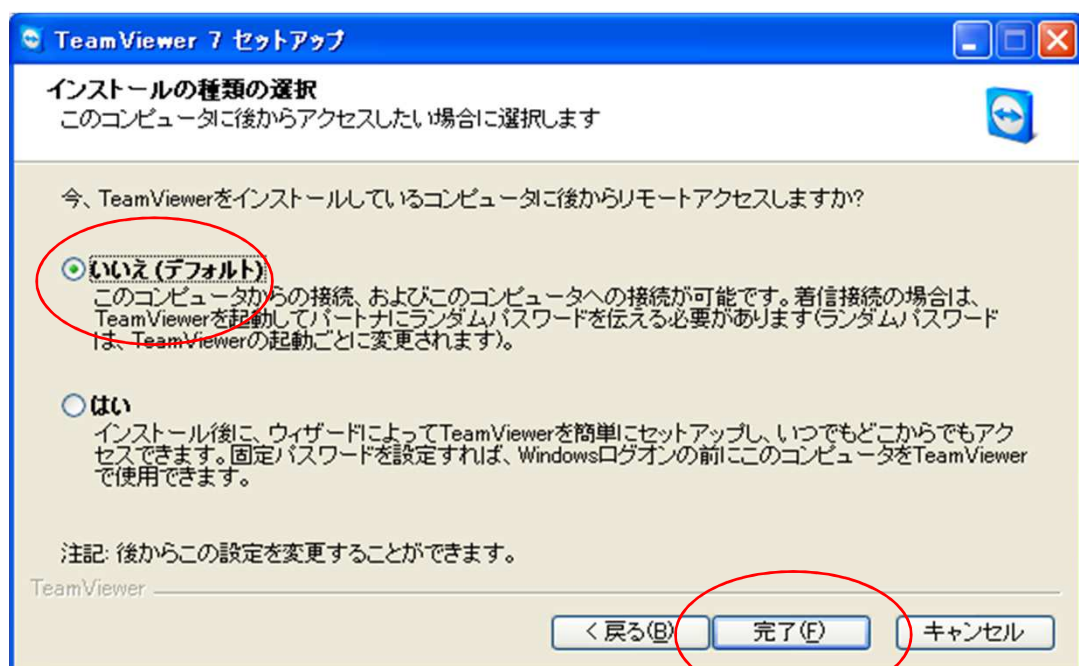 TeamViewer 7 セットアップ
インストールの種類の選択
このコンピュータに後からアクセスしたい場合に選択します
今、TeamViewerをインストールしているコンピュータに後からリモートアクセスしますか?
いいえ (デフォルト)
このコンピュータからの接続、およびこのコンピュータへの接続が可能です。着信接続の場合は、
TeamViewerを起動してパートナにランダムパスワードを伝える必要があります(ランダムパスワード
は、TeamViewerの起動ごとに変更されます)。
はい
インストール後に、ウィザードによってTeamViewerを簡単にセットアップし、いつでもどこからでもアク
セスできます。固定パスワードを設定すれば、Windowsログオンの前にこのコンピュータをTeamViewer
で使用できます。
注記: 後からこの設定を変更することができます。
TeamViewer
< 戻る(B)
完了(F)
キャンセル